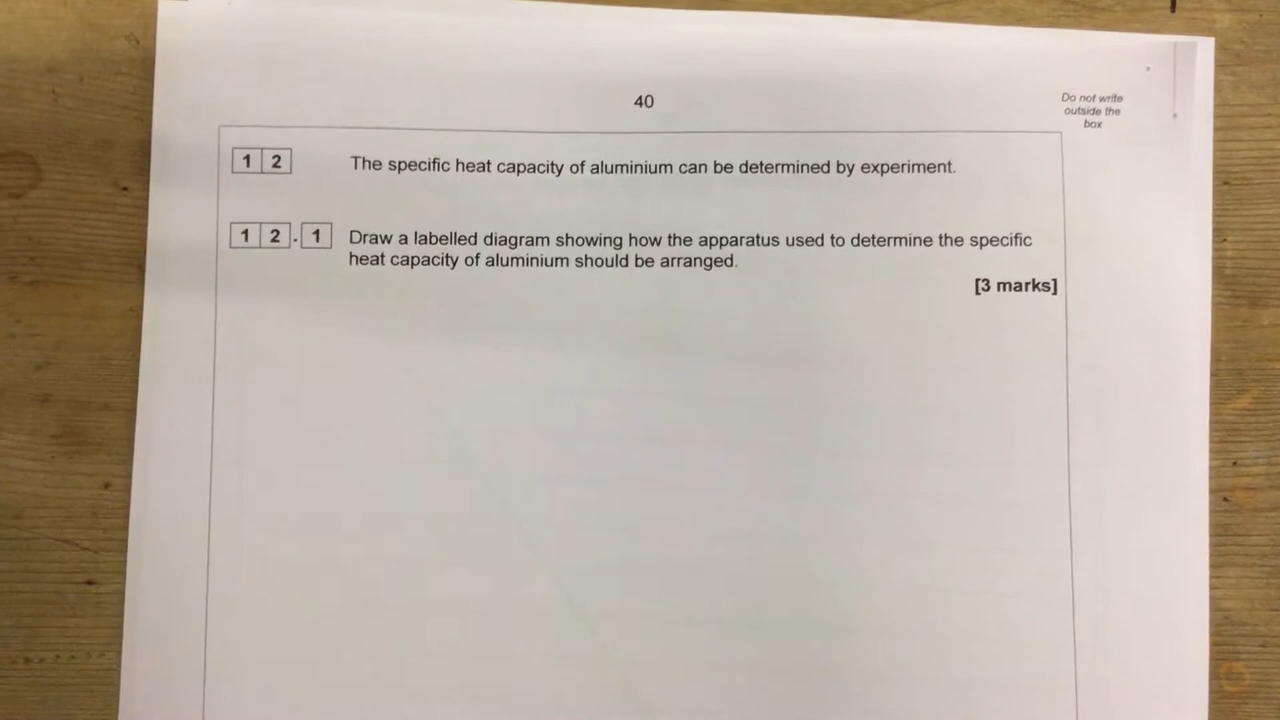 40
Do not write
outside the
box
1 2 The specific heat capacity of aluminium can be determined by experiment.
1 2 . 1 Draw a labelled diagram showing how the apparatus used to determine the specific
heat capacity of aluminium should be arranged.
[3 marks]